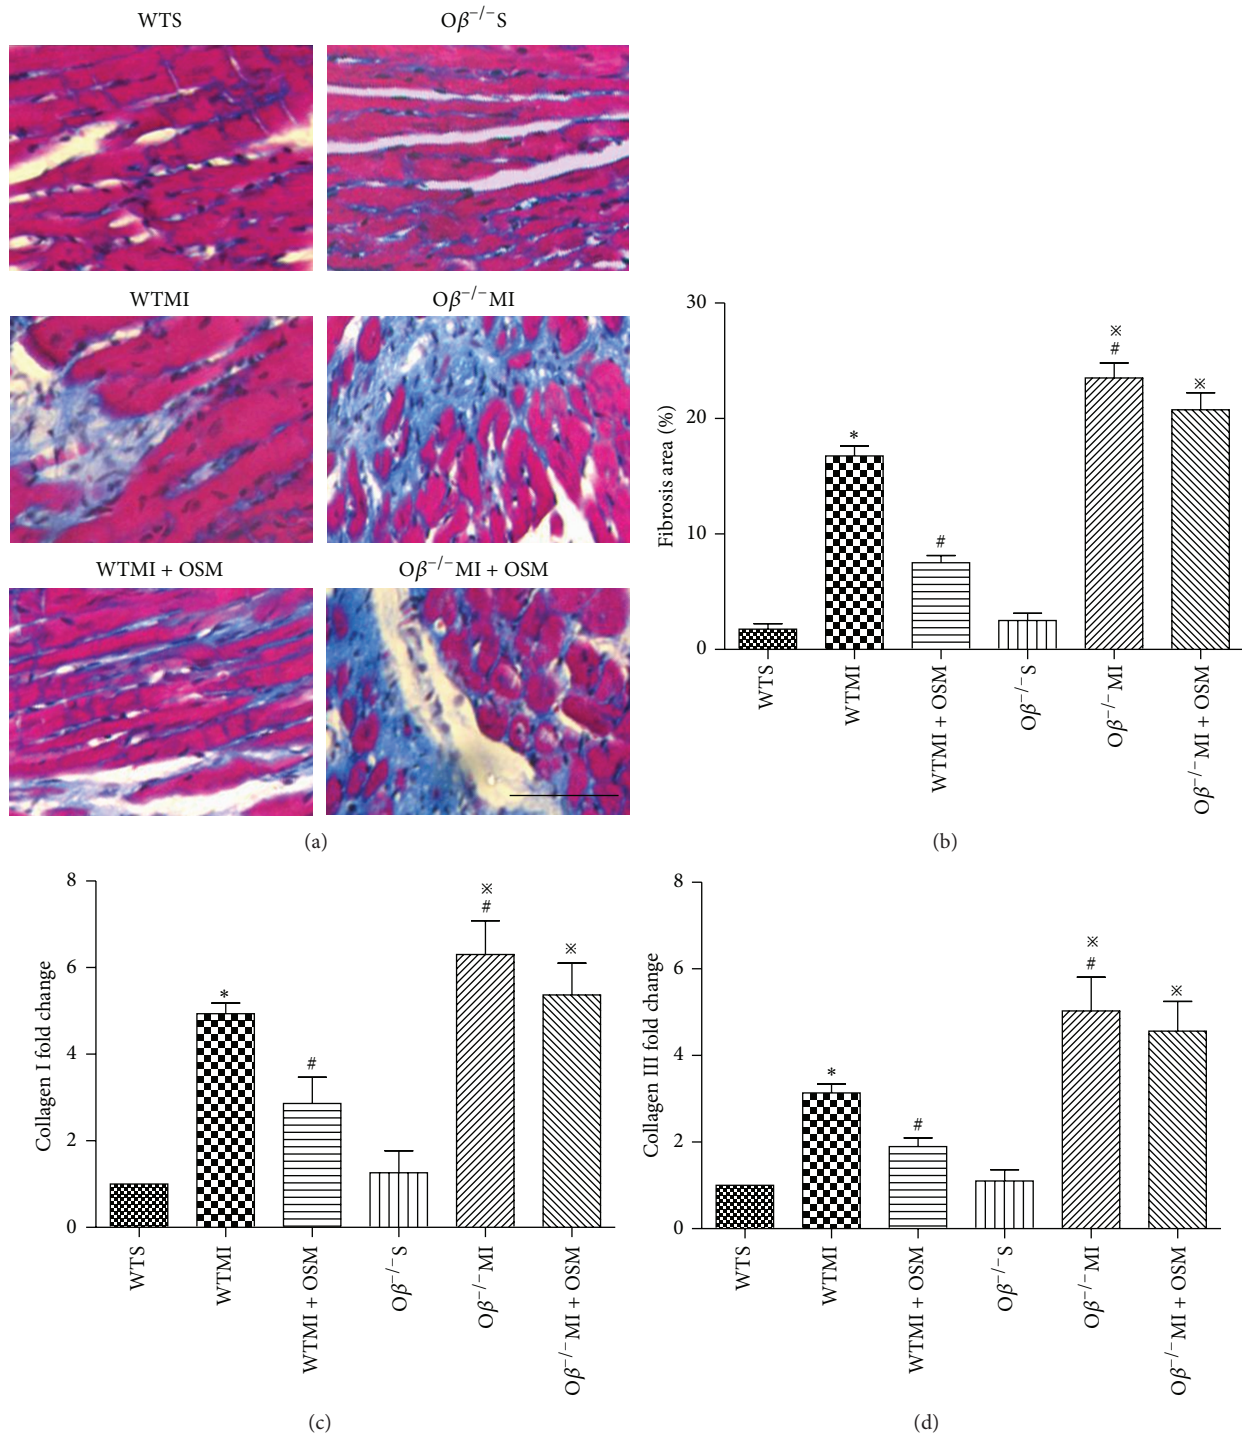 WTS
Oβ−/−S
WTMI
Oβ−/−MI
WTMI + OSM
Oβ−/−MI + OSM
(a)
30
20
10
0
Fibrosis area (%)
※
#
※
*
#
WTS
WTMI
WTMI + OSM
Oβ−/−S
Oβ−/−MI
Oβ−/−MI + OSM
(b)
8
6
4
2
0
Collagen I fold change
*
#
※
#
※
WTS
WTMI
WTMI + OSM
Oβ−/−S
Oβ−/−MI
Oβ−/−MI + OSM
(c)
8
6
4
2
0
Collagen III fold change
*
#
※
#
※
WTS
WTMI
WTMI + OSM
Oβ−/−S
Oβ−/−MI
Oβ−/−MI + OSM
(d)